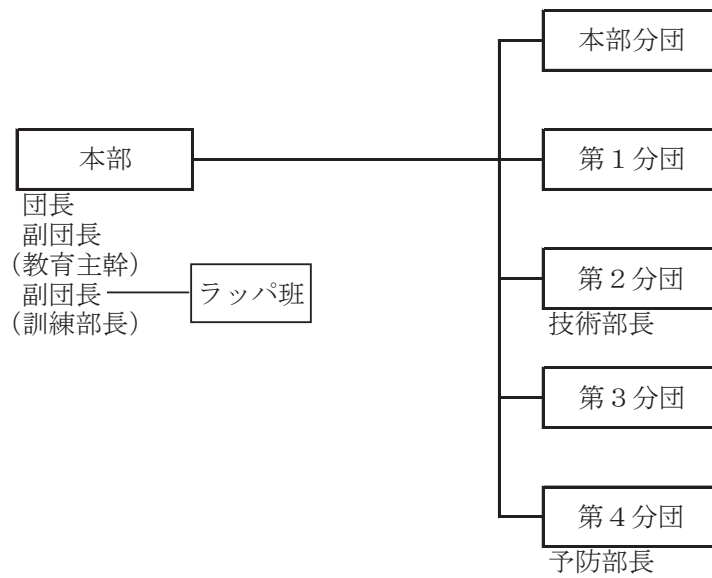 本部
団長
副団長
(教育主幹)
副団長
(訓練部長)
ラッパ班
本部分団
第１分団
第２分団
技術部長
第３分団
第４分団
予防部長